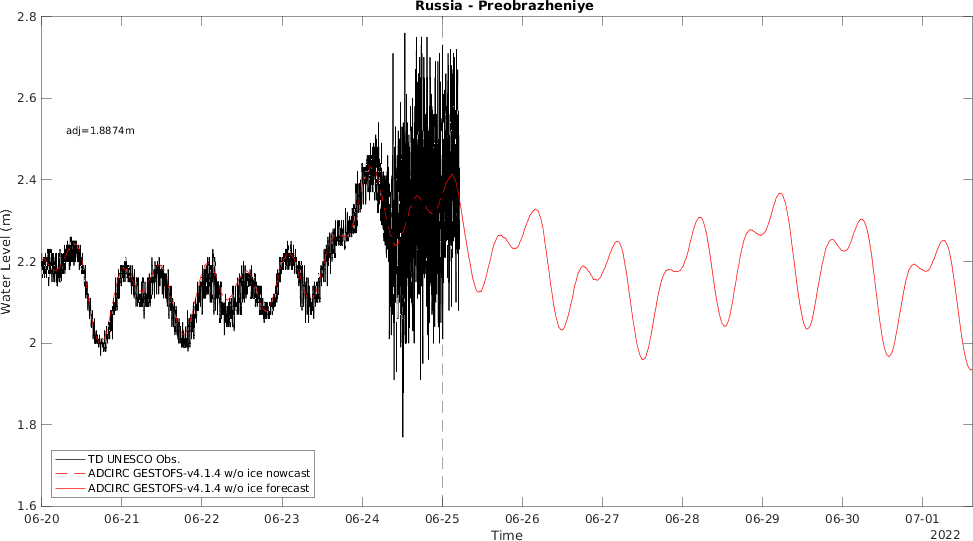 Russia - Preobrazheniye
2.8
2.6
2.4
2.2
2
1.8
1.6
Water Level (m)
adj=1.8874m
TD UNESCO Obs.
ADCIRC GESTOFS-v4.1.4 w/o ice nowcast
ADCIRC GESTOFS-v4.1.4 w/o ice forecast
06-20 06-21 06-22 06-23 06-24 06-25 06-26 06-27 06-28 06-29 06-30 07-01
2022
Time